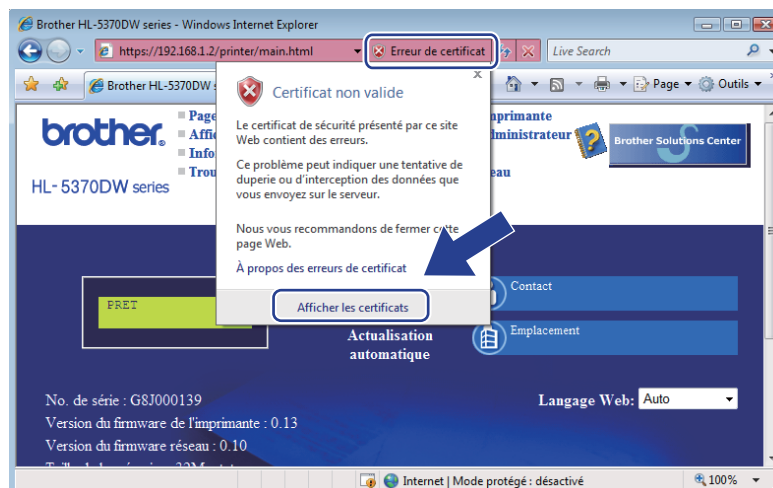 Brother HL-5370DW series - Windows Internet Explorer
https://192.168.1.2/printer/main.html
Erreur de certificat
Live Search
Brother HL-5370DW
Page
Outils
Certificat non valide
x
Le certificat de sécurité présenté par ce site
Web contient des erreurs.
Ce problème peut indiquer une tentative de
duperie ou d'interception des données que
vous envoyez sur le serveur.
Nous vous recommandons de fermer cette
page Web.
À propos des erreurs de certificat
Afficher les certificats
brother
HL-5370DW series
Page
Brother Solutions Center
PRET
Contact
Emplacement
Actualisation
automatique
No. de série : G8J000139
Langage Web: Auto
Version du firmware de l'imprimante : 0.13
Version du firmware réseau : 0.10
Internet | Mode protégé : désactivé
100%